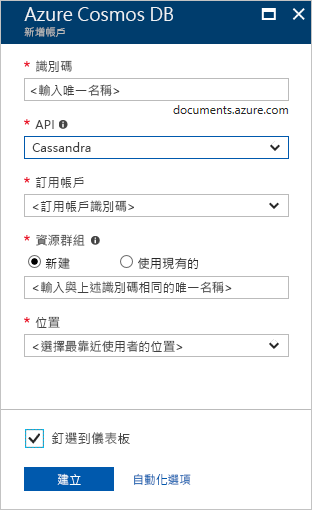 Azure Cosmos DB
新增帳戶
* 識別碼
<輸入唯一名稱>
documents.azure.com
* API
Cassandra
* 訂用帳戶
<訂用帳戶識別碼>
* 資源群組
新建 使用現有的
<輸入與上述識別碼相同的唯一名稱>
* 位置
<選擇最靠近使用者的位置>
釘選到儀表板
建立 自動化選項